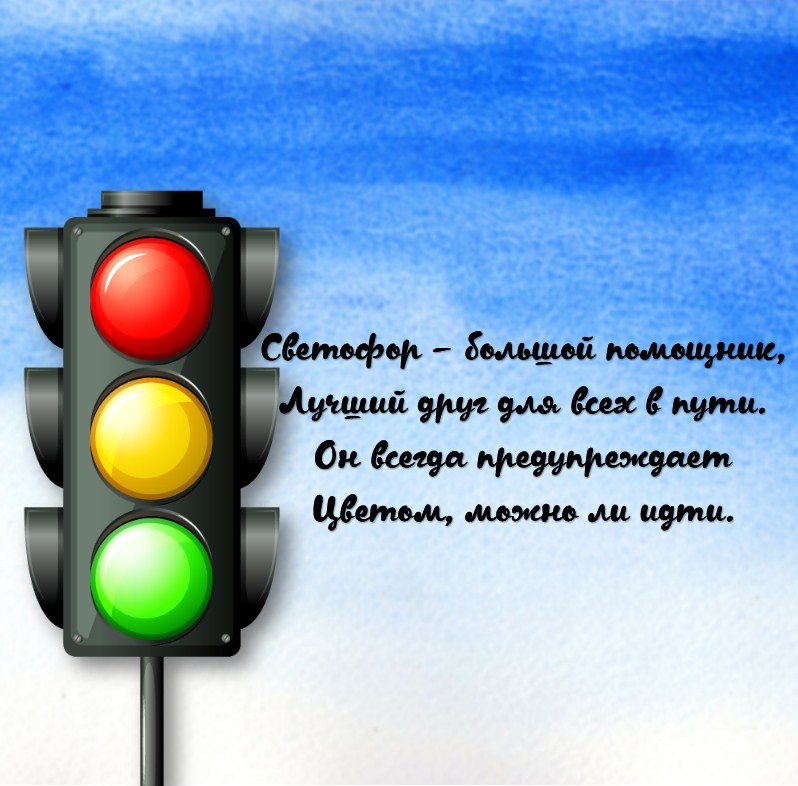 Светофор – большой помощник,
Лучший друг для всех в пути.
Он всегда предупреждает
Цветом, можно ли идти.